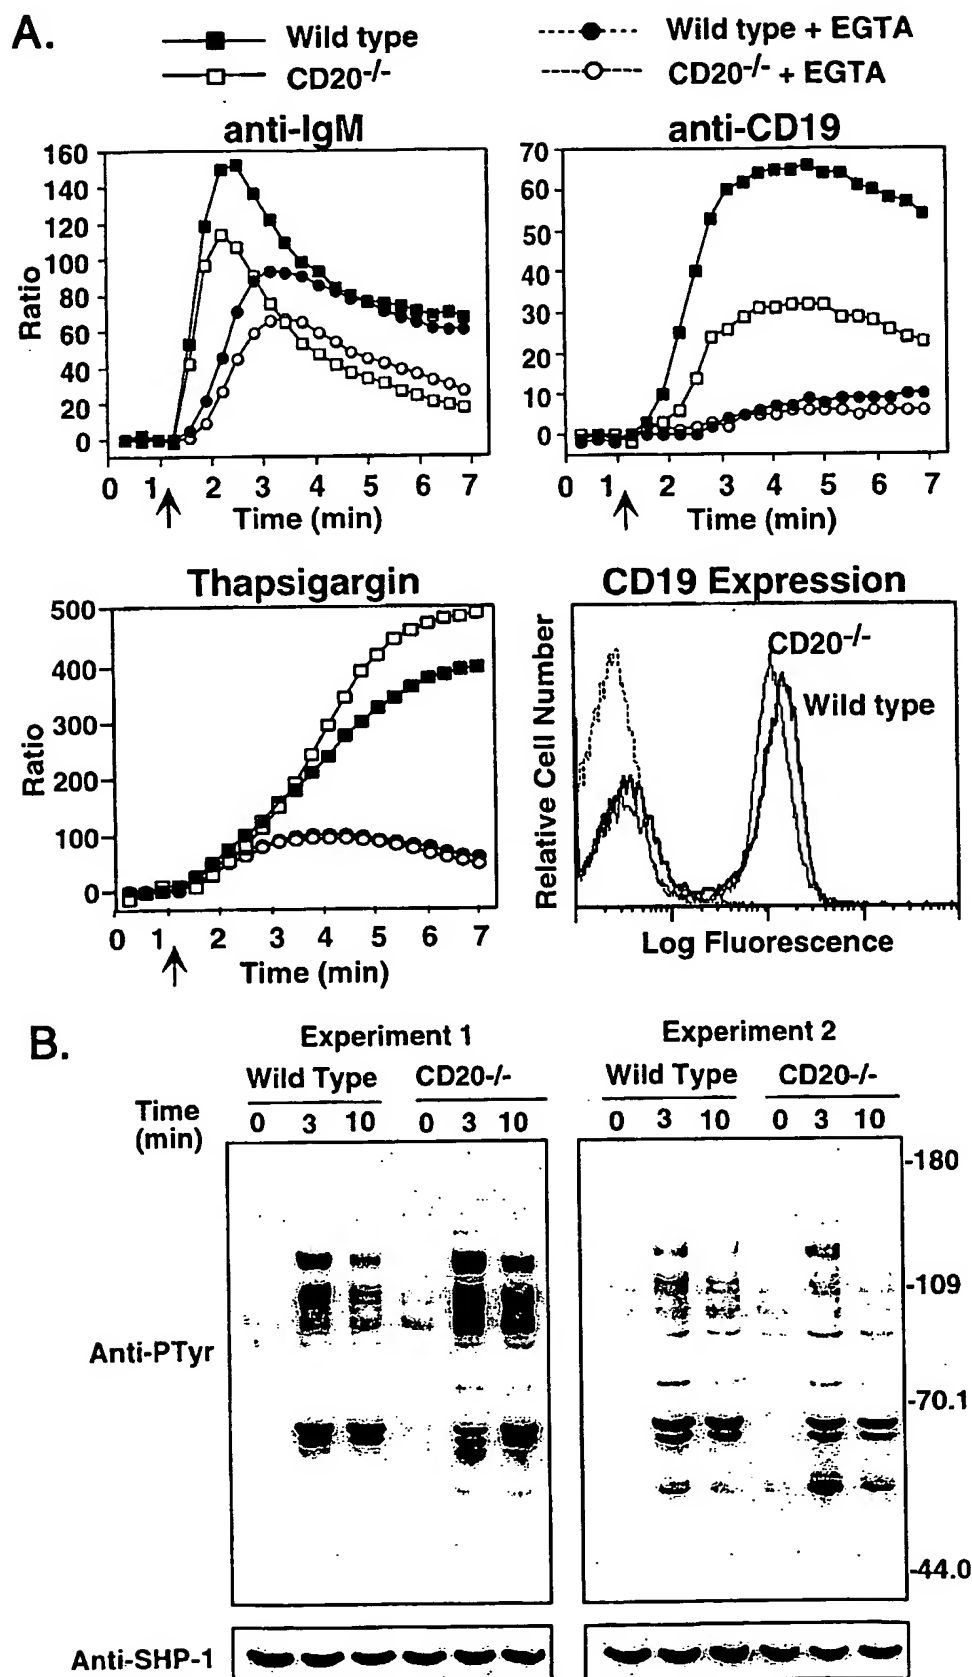 A.
Wild type
CD20-/-
Wild type + EGTA
CD20-/- + EGTA
anti-IgM
160
140
120
100
80
60
40
20
0
Ratio
0 1 2 3 4 5 6 7
Time (min)
anti-CD19
70
60
50
40
30
20
10
0
0 1 2 3 4 5 6 7
Time (min)
Thapsigargin
500
400
300
200
100
0
Ratio
0 1 2 3 4 5 6 7
Time (min)
CD19 Expression
Relative Cell Number
CD20-/-
Wild type
Log Fluorescence
B.
Experiment 1
Experiment 2
Wild Type CD20-/-
Wild Type CD20-/-
Time
(min)
0 3 10 0 3 10
0 3 10 0 3 10
-180
-109
-70.1
-44.0
Anti-PTyr
Anti-SHP-1